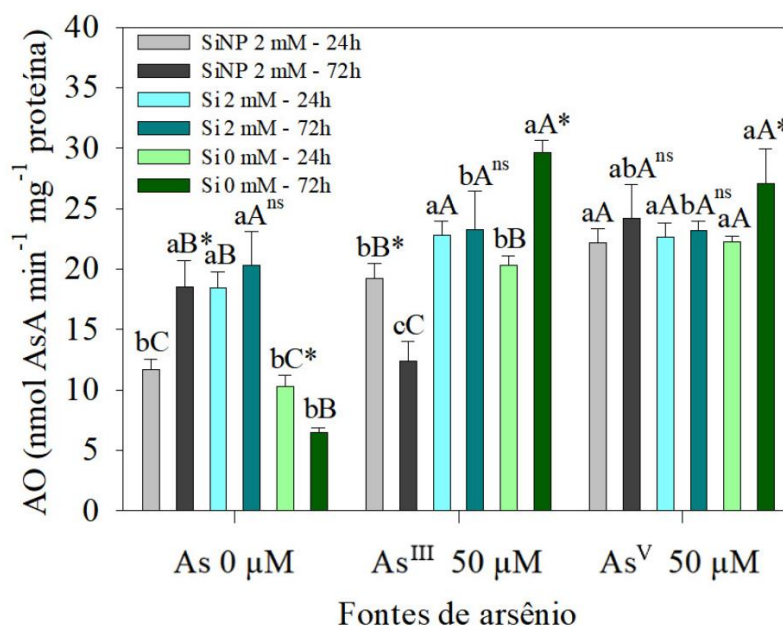 AO (nmol AsA min⁻¹ mg⁻¹ proteína)
40
35
30
25
20
15
10
5
0
SiNP 2 mM - 24h
SiNP 2 mM - 72h
Si 2 mM - 24h
Si 2 mM - 72h
Si 0 mM - 24h
Si 0 mM - 72h
bC
aB*
aB
aAⁿˢ
bC*
bB
bB*
cC
aA
bAⁿˢ
bB
aA*
aA
abAⁿˢ
aA
bAⁿˢ
aA
aA*
As 0 µM
Asᴵᴵᴵ 50 µM
Asⱽ 50 µM
Fontes de arsênio